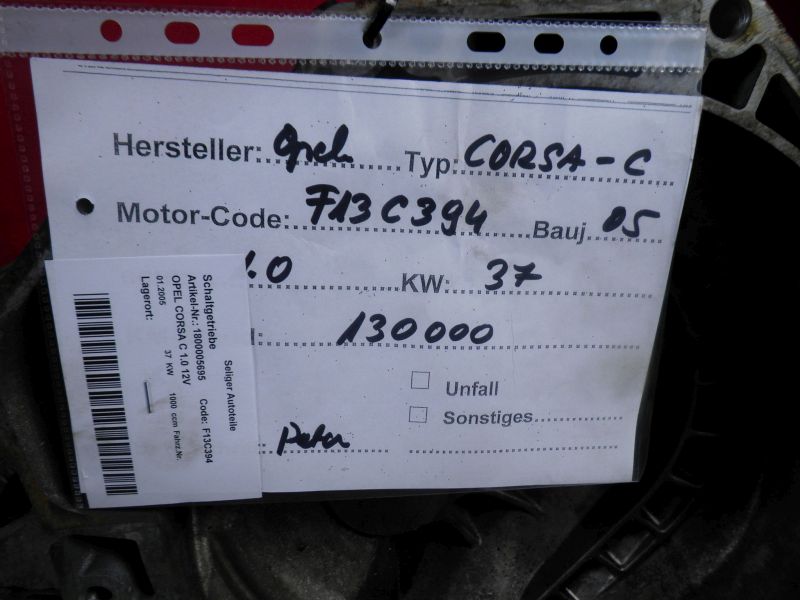 Hersteller: Opel Typ: CORSA-C
Motor-Code: F13C394 Bauj. 05
1.0 KW: 37
130000
Unfall
Sonstiges
Peter
Seliger Autoteile
Schaltgetriebe
Artikel-Nr.: 1800005695 Code: F13C394
OPEL CORSA C 1.0 12V
01.2005 37 KW 1000 ccm Fahrz.Nr.
Lagerort: